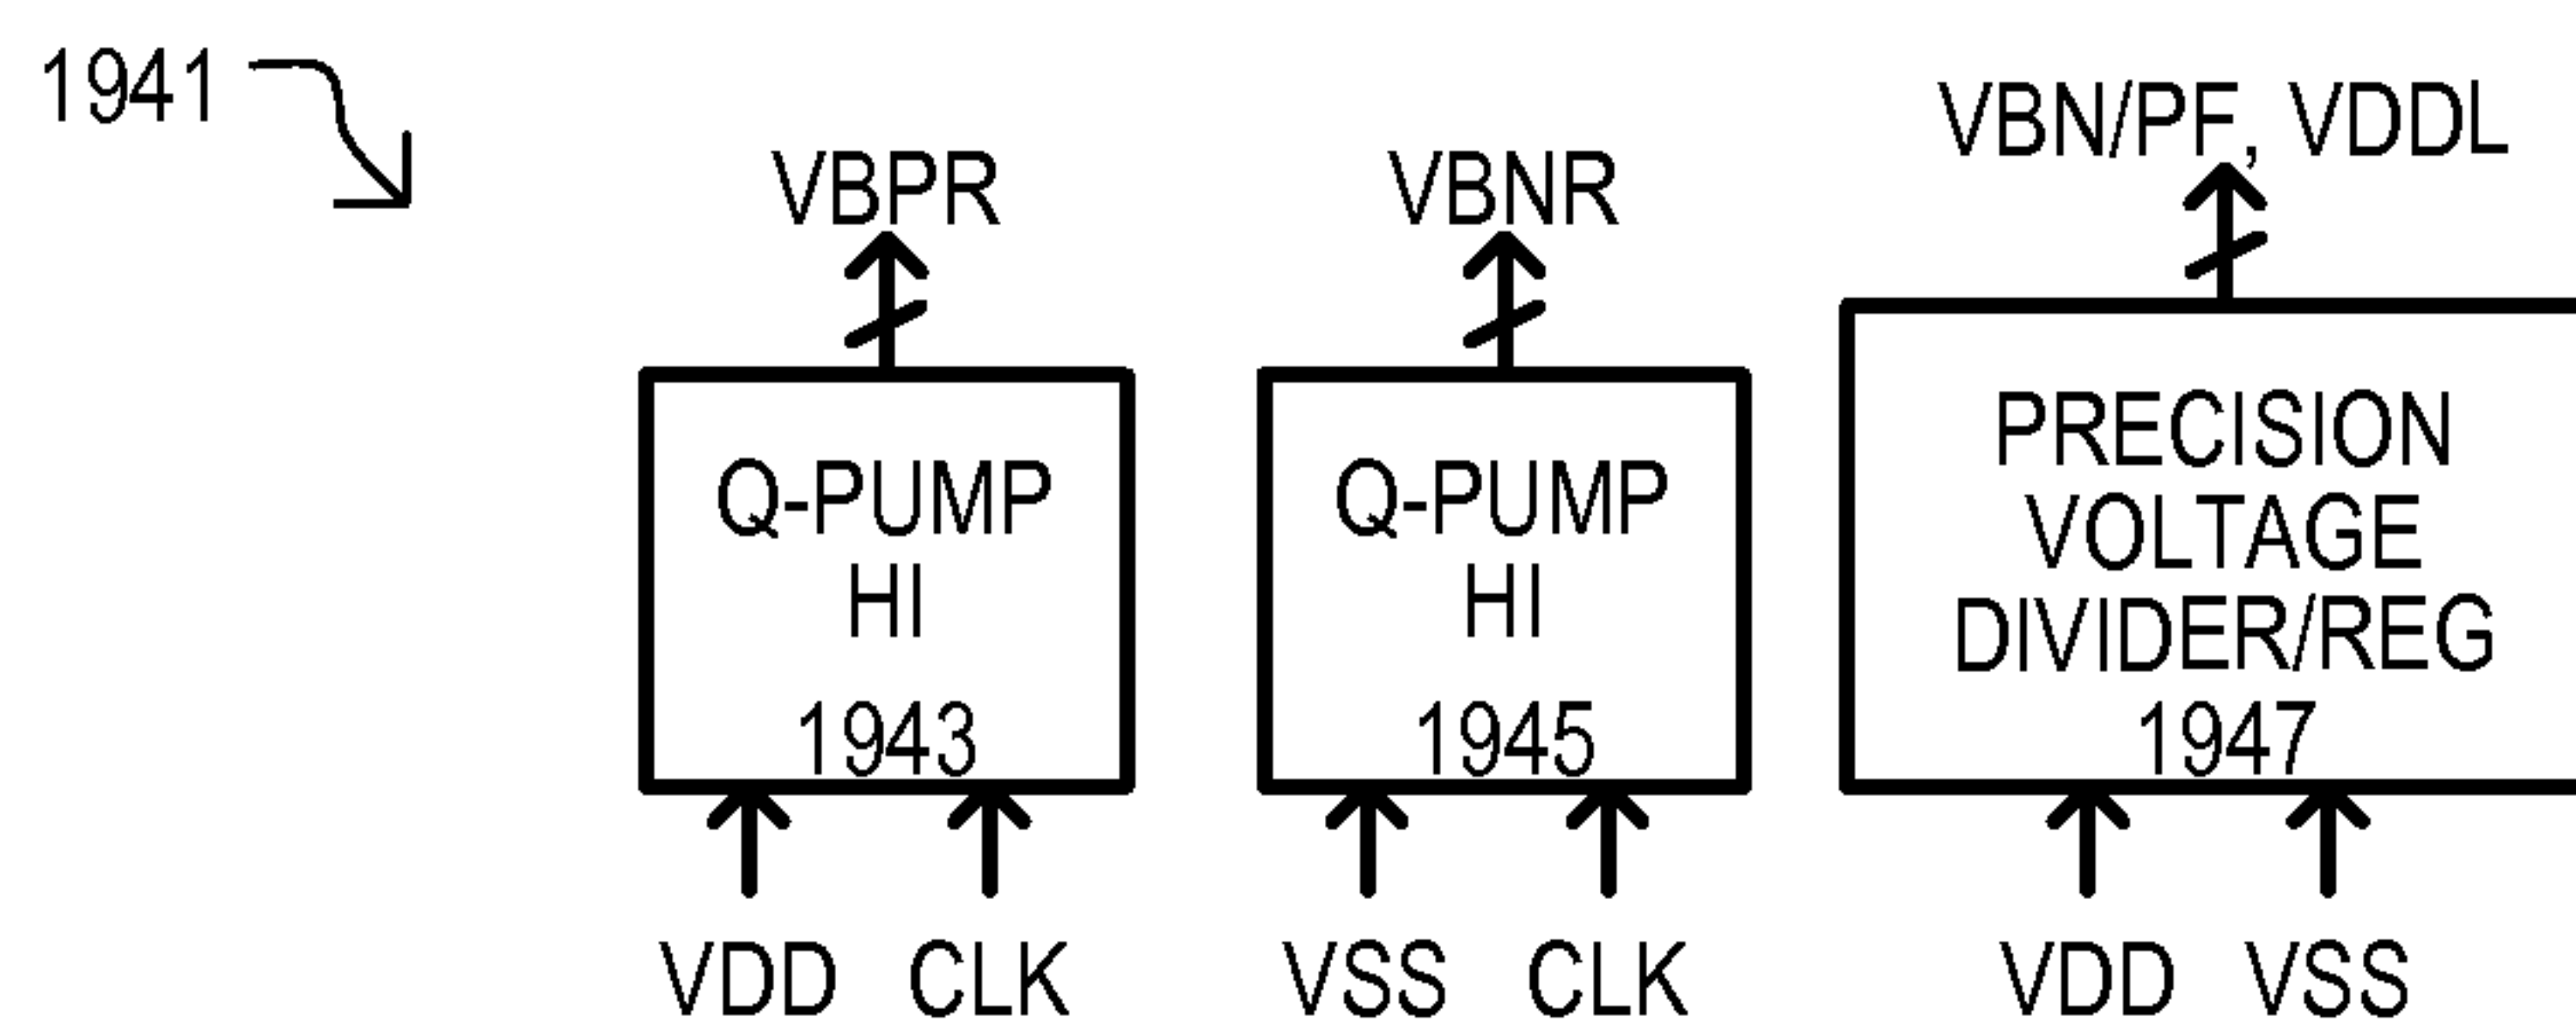 1941
VBPR
VBNR
VBN/PF, VDDL
Q-PUMP
HI
1943
Q-PUMP
HI
1945
PRECISION
VOLTAGE
DIVIDER/REG
1947
VDD CLK
VSS CLK
VDD VSS